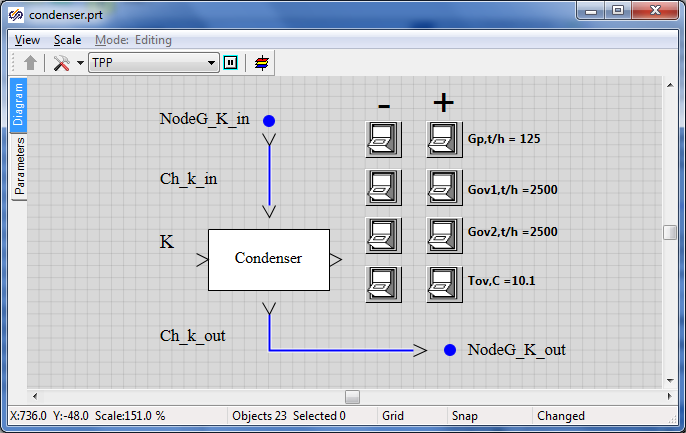 condenser.prt
View Scale Mode: Editing
TPP
Diagram
Parameters
- +
NodeG_K_in
Gp,t/h = 125
Ch_k_in
Gov1,t/h =2500
K
Gov2,t/h =2500
Condenser
Tov,C =10.1
Ch_k_out
NodeG_K_out
X:736.0 Y:-48.0 Scale:151.0 % Objects 23 Selected 0 Grid Snap Changed